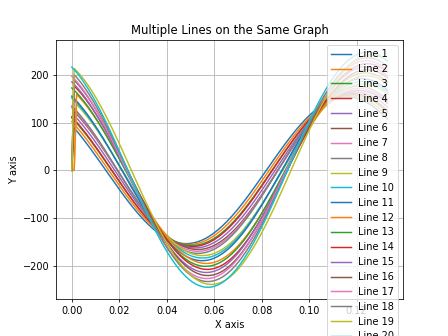 Multiple Lines on the Same Graph
Line 1
Line 2
Line 3
Line 4
Line 5
Line 6
Line 7
Line 8
Line 9
Line 10
Line 11
Line 12
Line 13
Line 14
Line 15
Line 16
Line 17
Line 18
Line 19
Line 20
200
100
0
−100
−200
Y axis
0.00 0.02 0.04 0.06 0.08 0.10
X axis